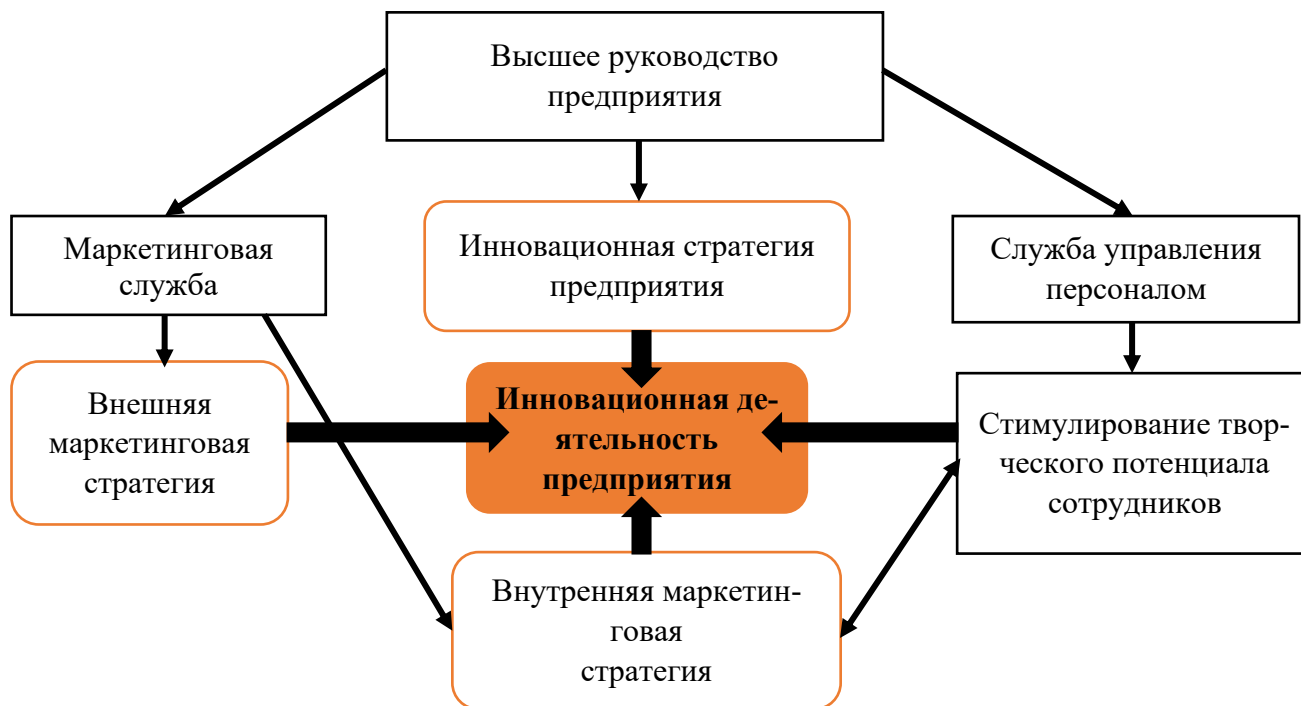 Высшее руководство
предприятия
Маркетинговая
служба
Инновационная стратегия
предприятия
Служба управления
персоналом
Внешняя
маркетинговая
стратегия
Инновационная де-
ятельность
предприятия
Стимулирование твор-
ческого потенциала
сотрудников
Внутренняя маркетин-
говая
стратегия